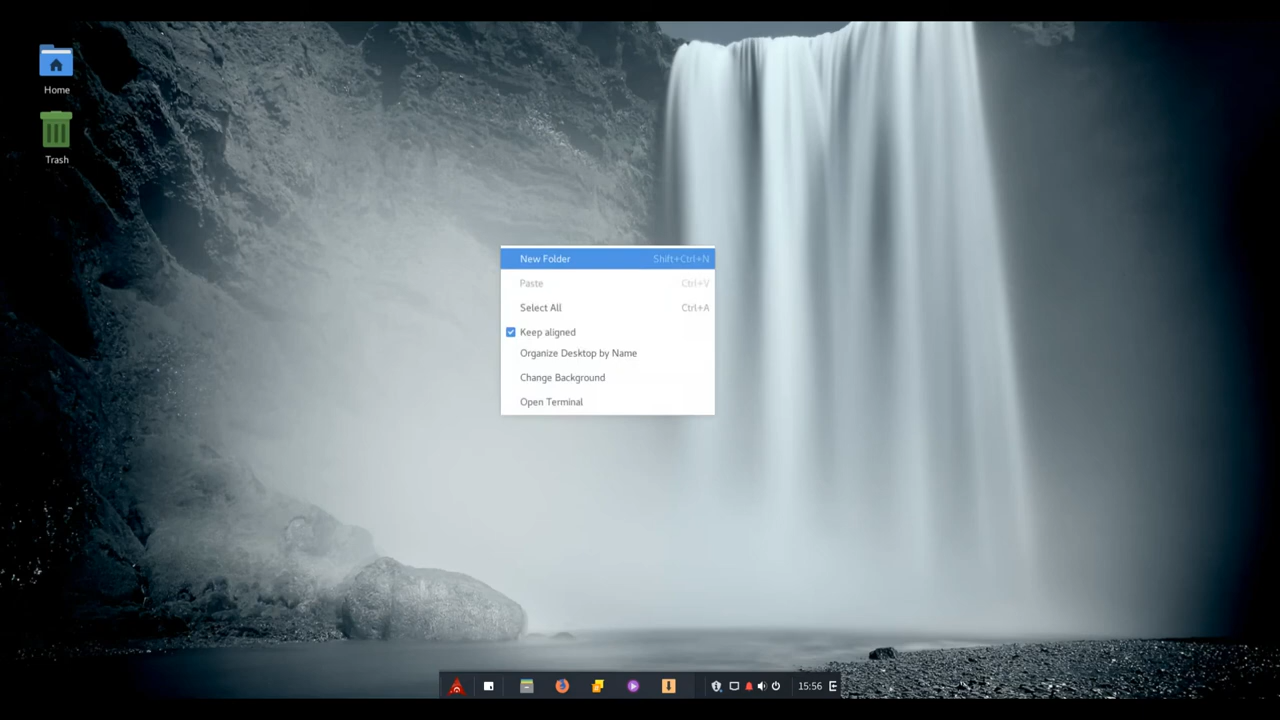 Home
Trash
New Folder Shift+Ctrl+N
Paste Ctrl+V
Select All Ctrl+A
Keep aligned
Organize Desktop by Name
Change Background
Open Terminal
15:56